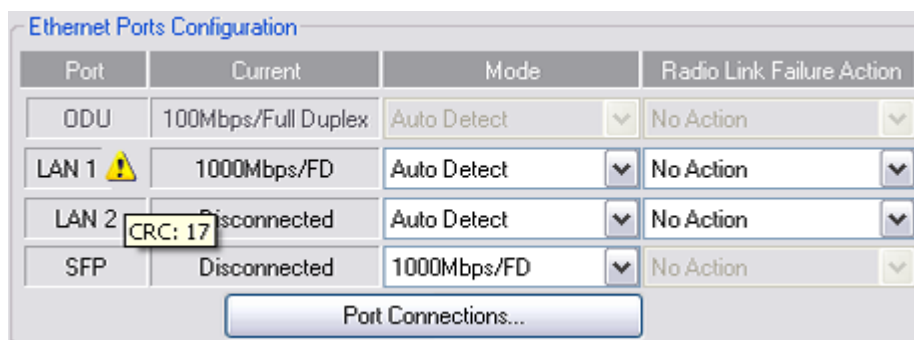 Ethernet Ports Configuration
Port Current Mode Radio Link Failure Action
ODU 100Mbps/Full Duplex Auto Detect No Action
LAN 1 1000Mbps/FD Auto Detect No Action
LAN 2 Disconnected Auto Detect No Action
CRC: 17
SFP Disconnected 1000Mbps/FD No Action
Port Connections...